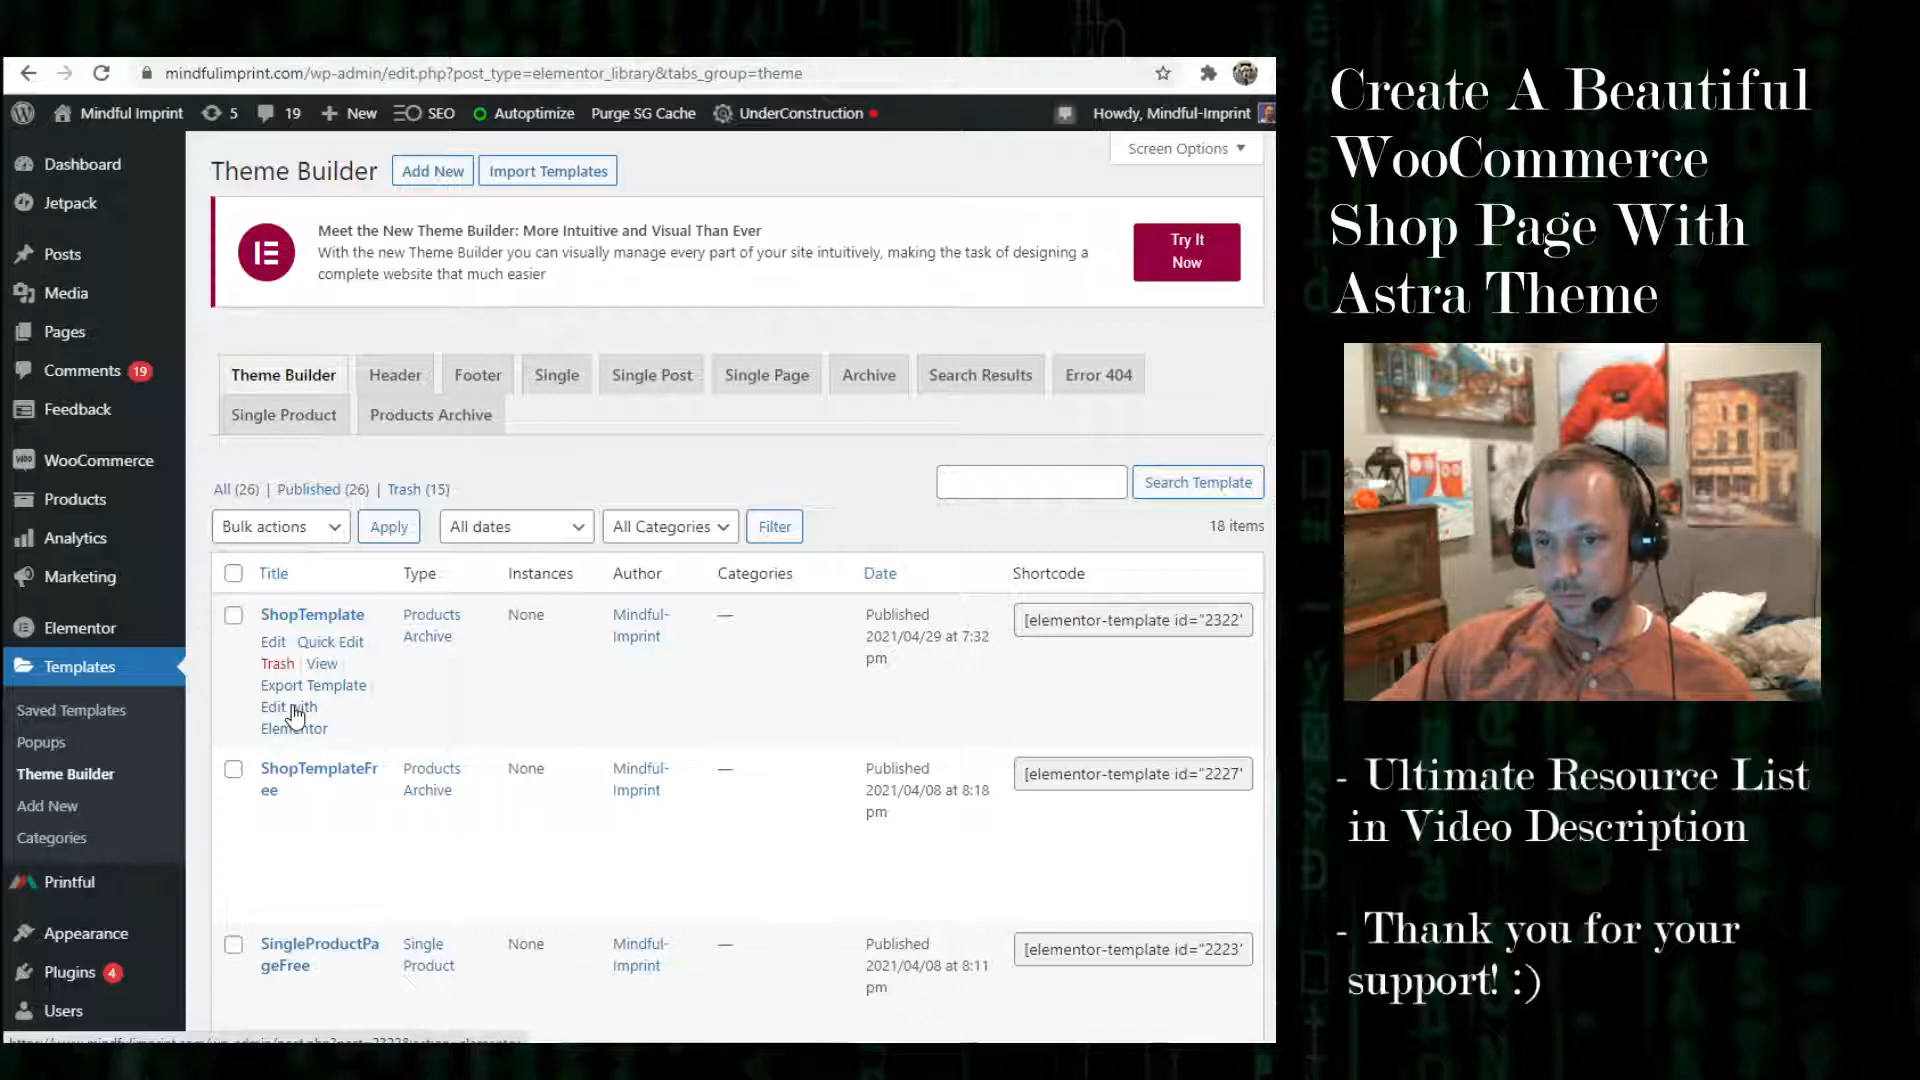 mindfulimprint.com/wp-admin/edit.php?post_type=elementor_library&tabs_group=theme
Mindful Imprint 5 19 New SEO Autoptimize Purge SG Cache UnderConstruction Howdy, Mindful-Imprint
Dashboard
Jetpack
Posts
Media
Pages
Comments 19
Feedback
WooCommerce
Products
Analytics
Marketing
Elementor
Templates
Saved Templates
Popups
Theme Builder
Add New
Categories
Printful
Appearance
Plugins 4
Users
Screen Options
Theme Builder Add New Import Templates
Meet the New Theme Builder: More Intuitive and Visual Than Ever
With the new Theme Builder you can visually manage every part of your site intuitively, making the task of designing a
complete website that much easier
Try It
Now
Theme Builder Header Footer Single Single Post Single Page Archive Search Results Error 404
Single Product Products Archive
All (26) | Published (26) | Trash (15)
Search Template
Bulk actions Apply All dates All Categories Filter 18 items
Title Type Instances Author Categories Date Shortcode
ShopTemplate
Edit Quick Edit
Trash | View
Export Template
Edit with
Elementor
Products
Archive
None
Mindful-
Imprint
—
Published
2021/04/29 at 7:32
pm
[elementor-template id="2322"
ShopTemplateFr
ee
Products
Archive
None
Mindful-
Imprint
—
Published
2021/04/08 at 8:18
pm
[elementor-template id="2227"
SingleProductPa
geFree
Single
Product
None
Mindful-
Imprint
—
Published
2021/04/08 at 8:11
pm
[elementor-template id="2223"
Create A Beautiful
WooCommerce
Shop Page With
Astra Theme
- Ultimate Resource List
in Video Description
- Thank you for your
support! :)